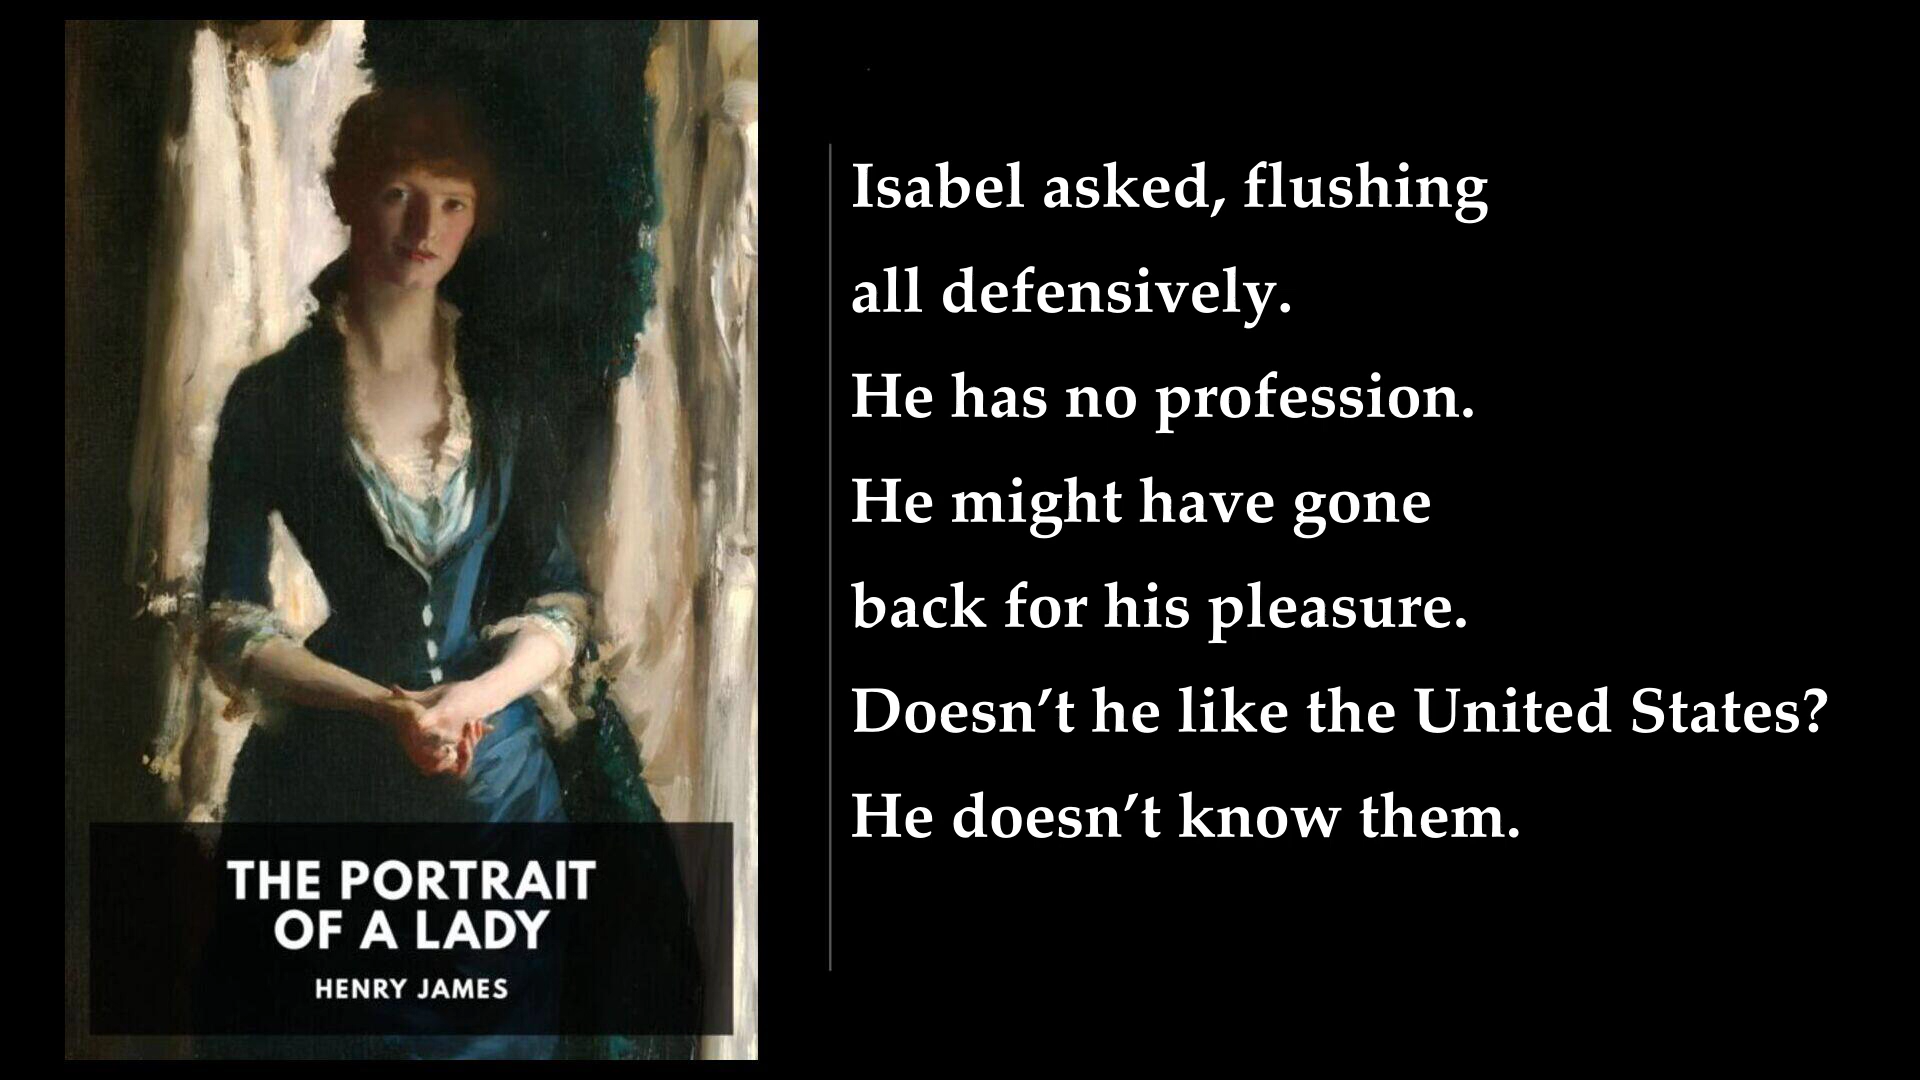 THE PORTRAIT
OF A LADY
HENRY JAMES
Isabel asked, flushing
all defensively.
He has no profession.
He might have gone
back for his pleasure.
Doesn’t he like the United States?
He doesn’t know them.